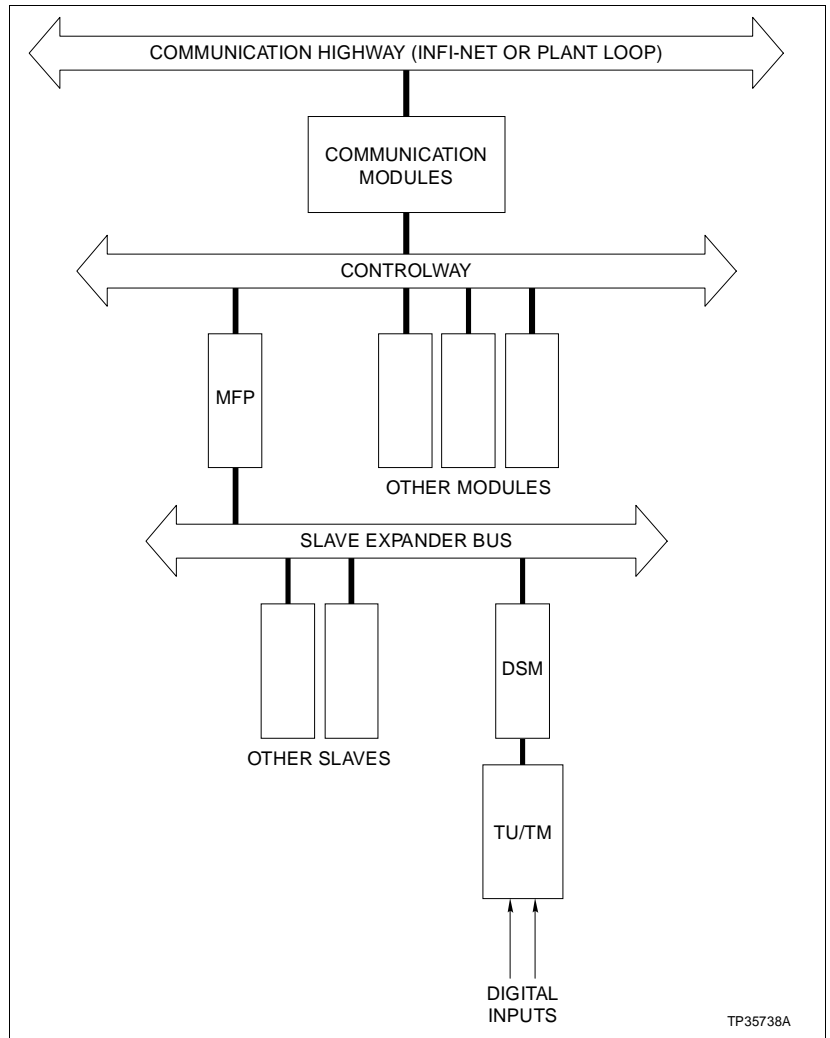 COMMUNICATION HIGHWAY (INFI-NET OR PLANT LOOP)
COMMUNICATION
MODULES
CONTROLWAY
MFP
OTHER MODULES
SLAVE EXPANDER BUS
DSM
OTHER SLAVES
TU/TM
DIGITAL
INPUTS
TP35738A